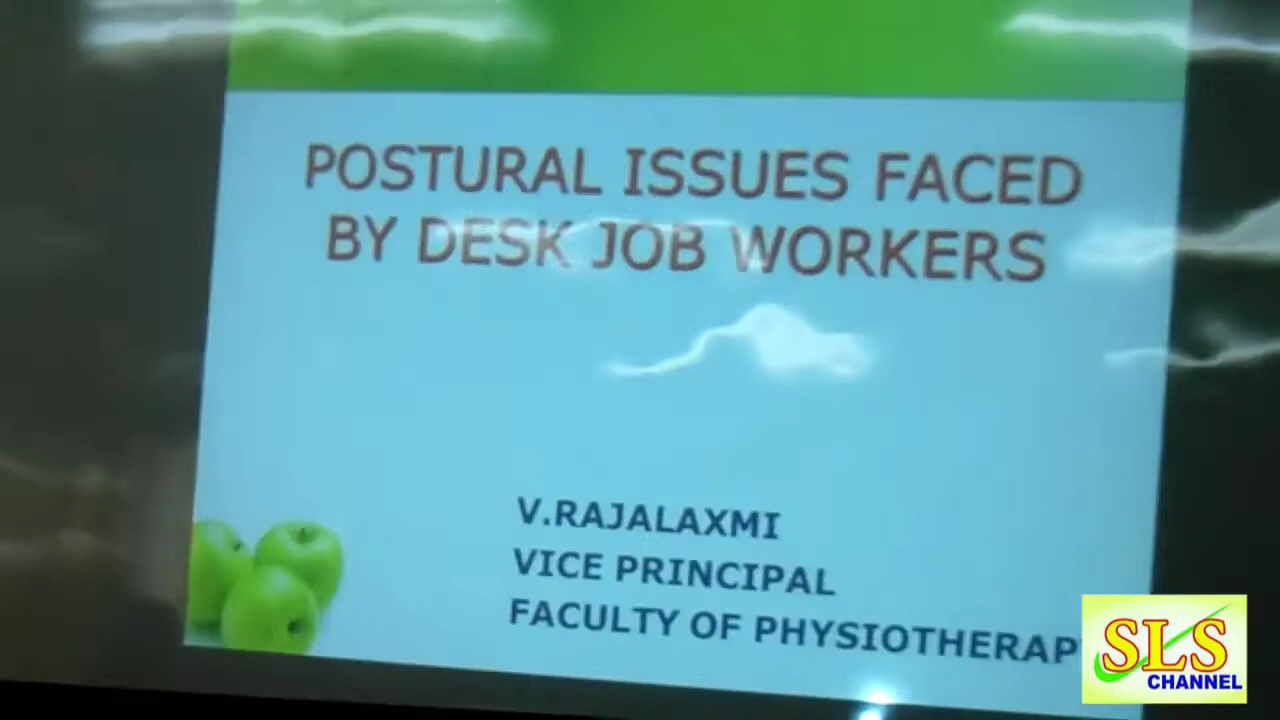 POSTURAL ISSUES FACED
BY DESK JOB WORKERS
V.RAJALAXMI
VICE PRINCIPAL
FACULTY OF PHYSIOTHERAP
SLS
CHANNEL